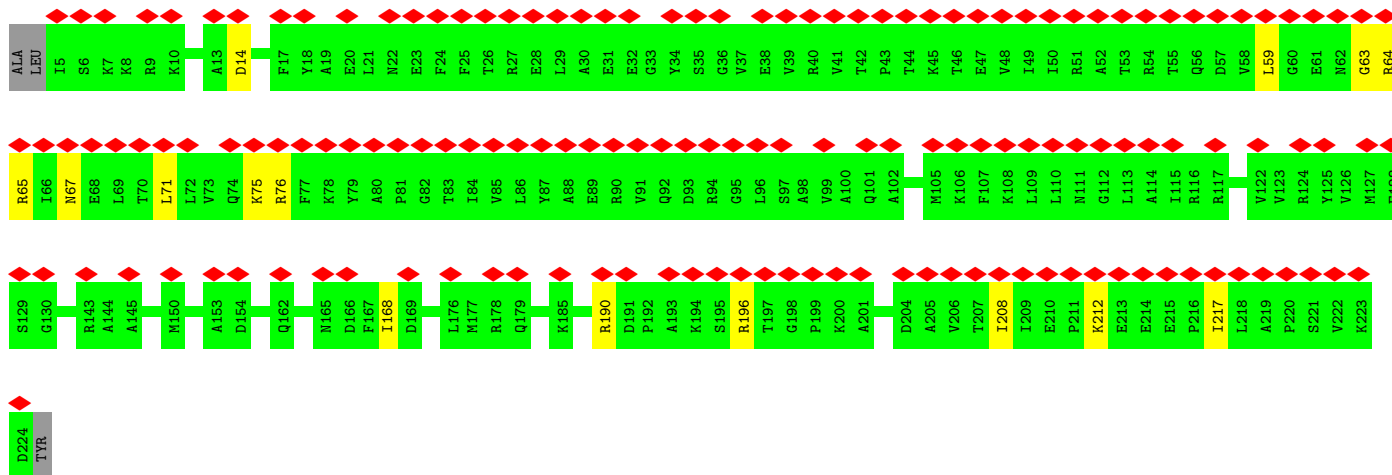 ALA LEU I5 S6 K7 K8 R9 K10 A13 D14 F17 Y18 A19 E20 L21 N22 E23 F24 F25 T26 R27 E28 L29 A30 E31 E32 G33 Y34 S35 G36 V37 E38 V39 R40 V41 T42 P43 T44 K45 T46 E47 V48 I49 I50 R51 A52 T53 R54 T55 Q56 D57 V58 L59 G60 E61 N62 G63 R64
R65 I66 N67 E68 L69 T70 L71 L72 V73 Q74 K75 R76 F77 K78 Y79 A80 P81 G82 T83 I84 V85 L86 Y87 A88 E89 R90 V91 Q92 D93 R94 G95 L96 S97 A98 V99 A100 Q101 A102 M105 K106 F107 K108 L109 L110 N111 G112 L113 A114 I115 R116 R117 V122 V123 R124 Y125 V126 M127
S129 G130 R143 A144 A145 M150 A153 D154 Q162 N165 D166 F167 I168 D169 L176 M177 R178 Q179 K185 R190 D191 P192 A193 K194 S195 R196 T197 G198 P199 K200 A201 D204 A205 V206 T207 I208 I209 E210 P211 K212 E213 E214 E215 P216 I217 L218 A219 P220 S221 V222 K223
D224 TYR